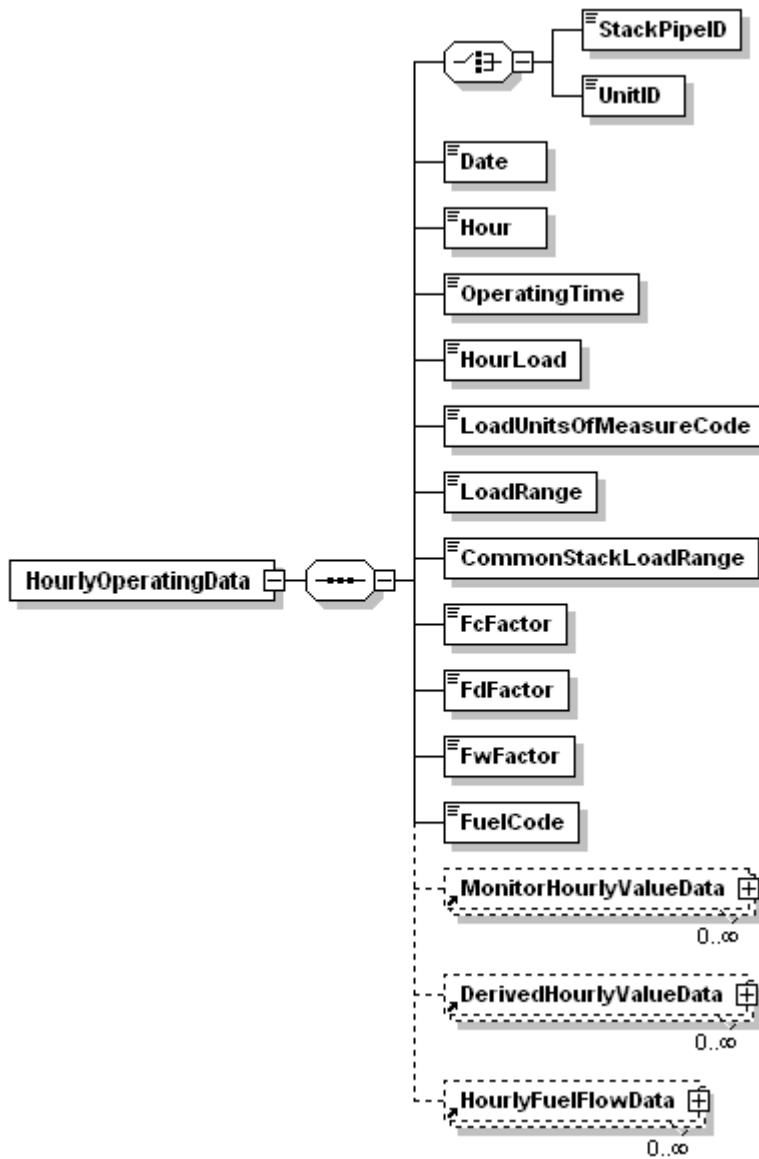 StackPipeID
UnitID
Date
Hour
OperatingTime
HourLoad
LoadUnitsOfMeasureCode
LoadRange
CommonStackLoadRange
HourlyOperatingData
FcFactor
FdFactor
FwFactor
FuelCode
MonitorHourlyValueData
0..∞
DerivedHourlyValueData
0..∞
HourlyFuelFlowData
0..∞